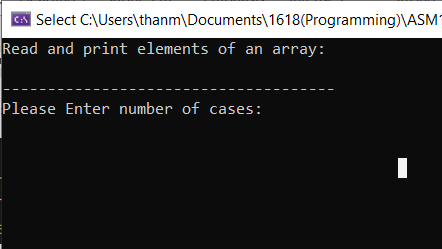 Select C:\Users\thanm\Documents\1618(Programming)\ASM1
Read and print elements of an array:
------------------------------------
Please Enter number of cases: